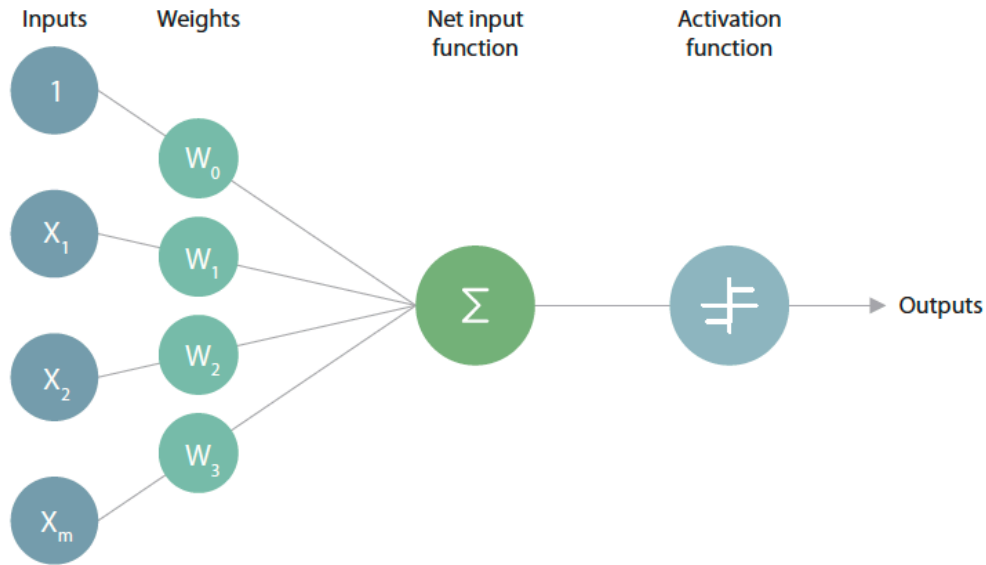 Inputs
Weights
Net input
function
Activation
function
1
W₀
X₁
W₁
X₂
W₂
W₃
Xₘ
Σ
Outputs